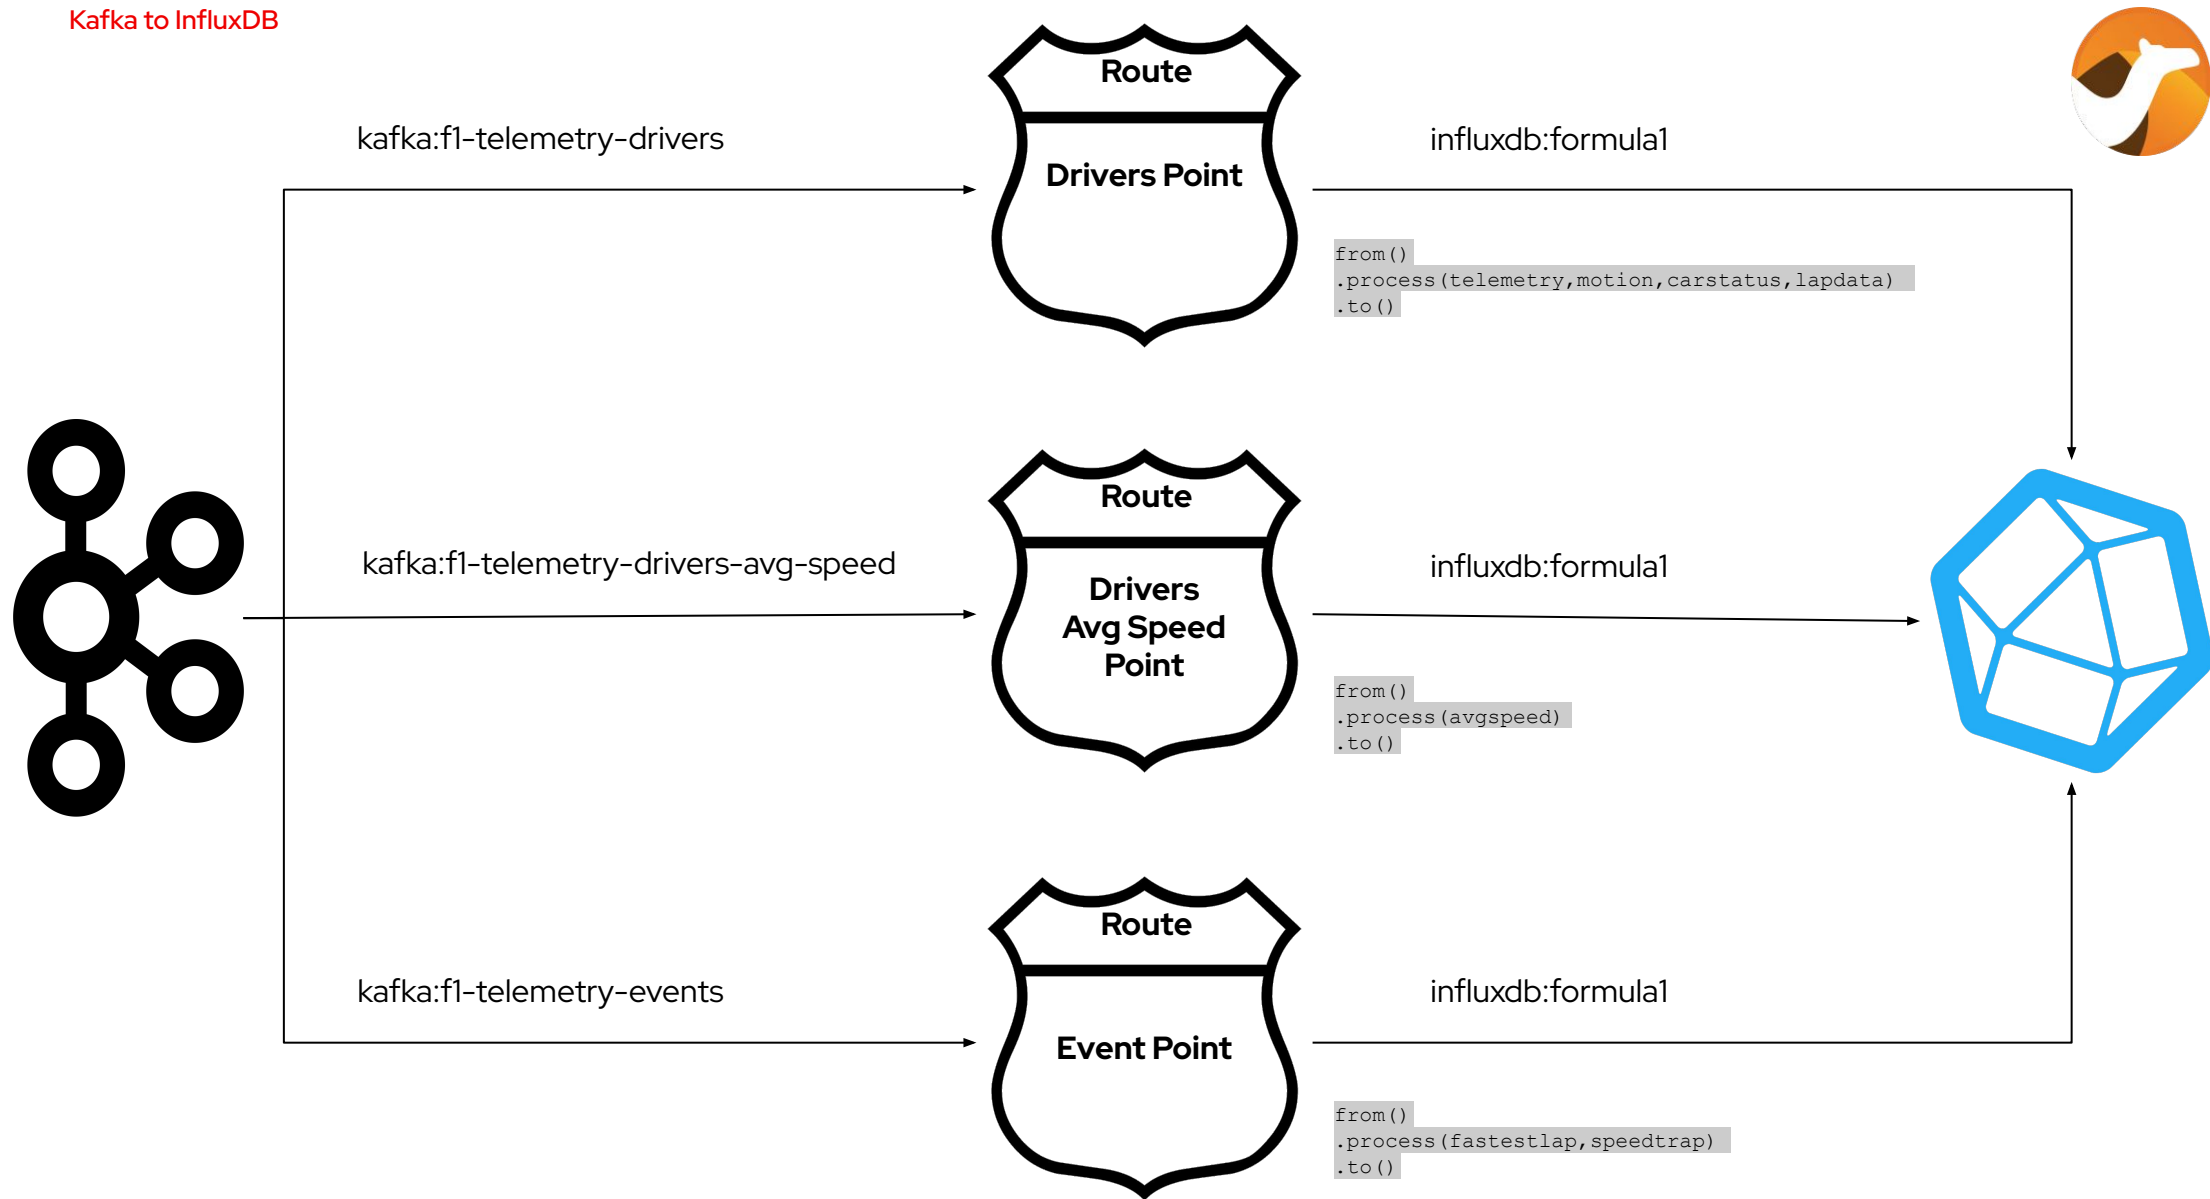 Kafka to InfluxDB
Route
kafka:f1-telemetry-drivers
Drivers Point
influxdb:formula1
from()
.process(telemetry,motion,carstatus,lapdata)
.to()
Route
kafka:f1-telemetry-drivers-avg-speed
Drivers
Avg Speed
Point
influxdb:formula1
from()
.process(avgspeed)
.to()
Route
kafka:f1-telemetry-events
Event Point
influxdb:formula1
from()
.process(fastestlap,speedtrap)
.to()